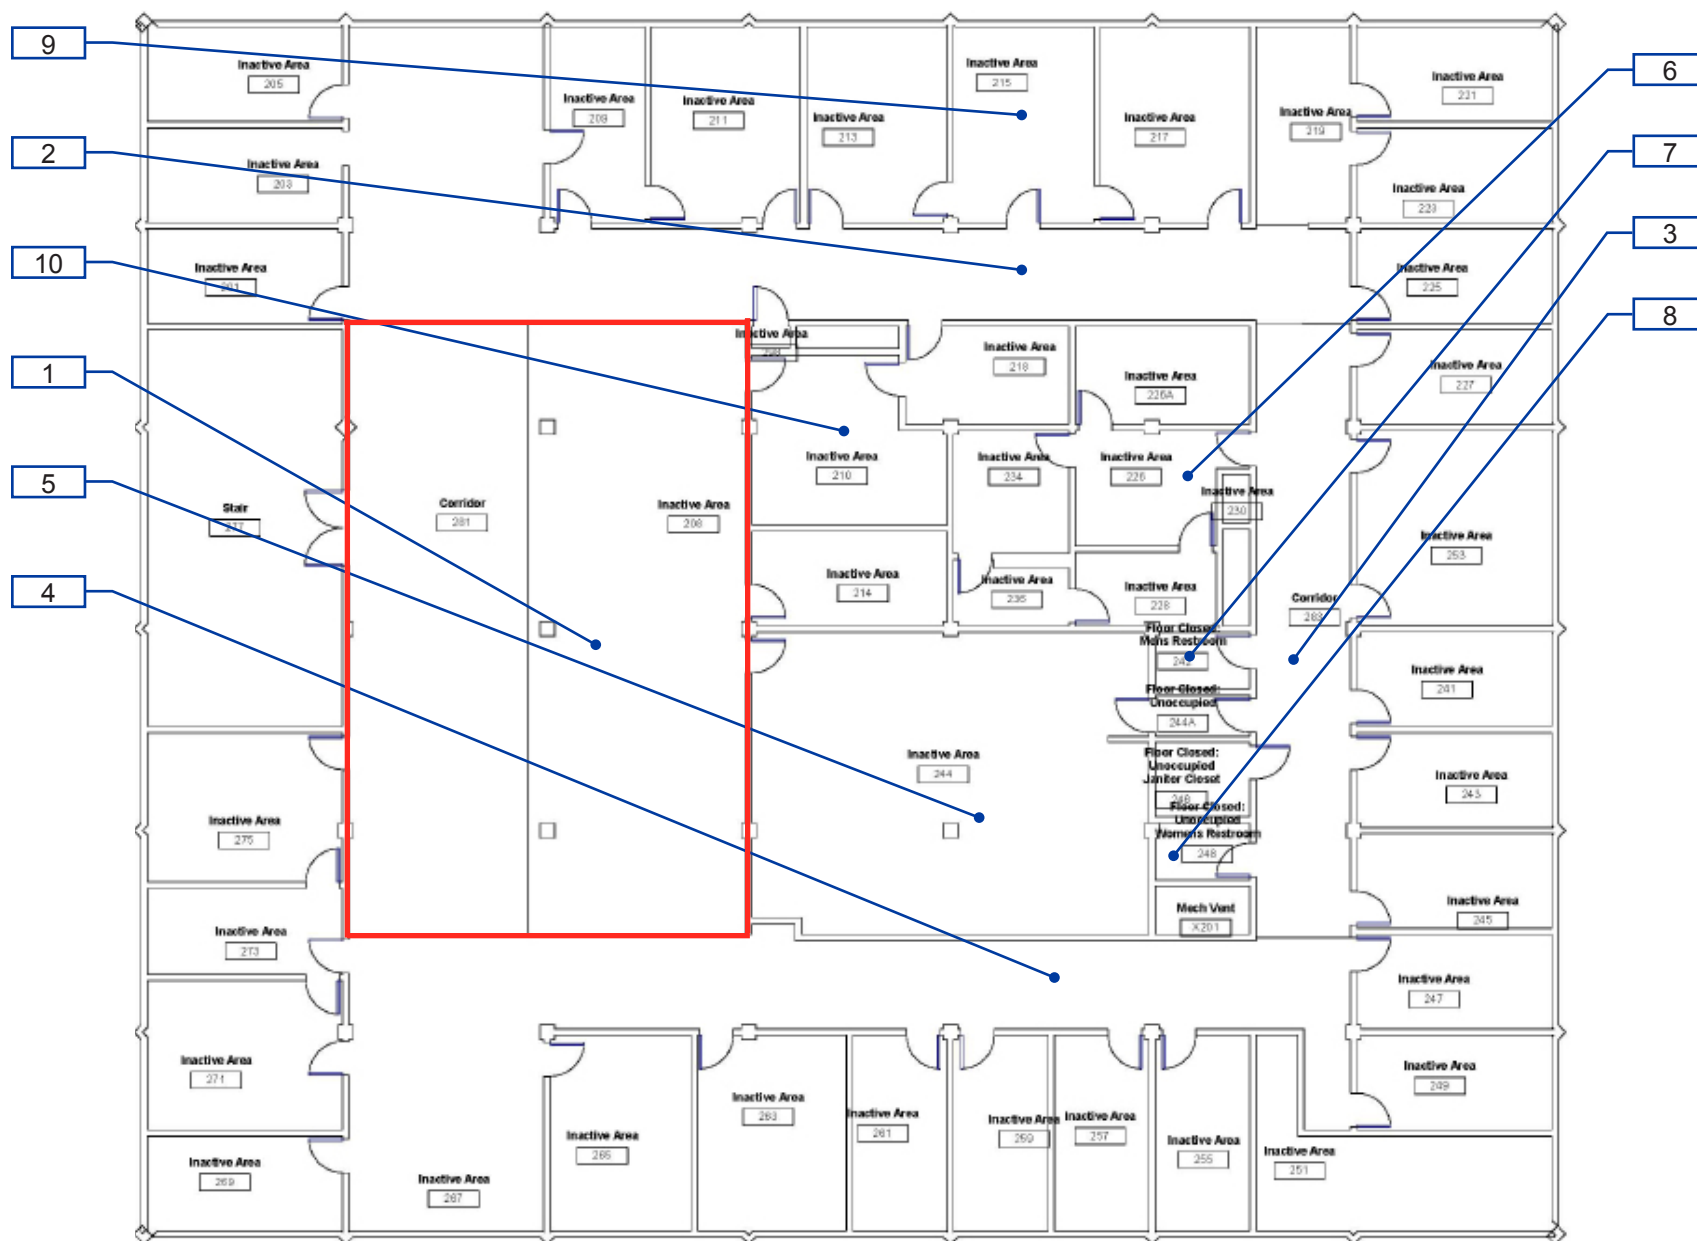 9
2
10
1
5
4
6
7
3
8
Inactive Area
205
Inactive Area
203
Inactive Area
201
Inactive Area
209
Inactive Area
211
Inactive Area
213
Inactive Area
215
Inactive Area
217
Inactive Area
219
Inactive Area
221
Inactive Area
223
Inactive Area
225
Inactive Area
227
Inactive Area
Inactive Area
218
Inactive Area
226A
Inactive Area
210
Inactive Area
234
Inactive Area
226
Inactive Area
230
Stair
277
Corridor
281
Inactive Area
208
Inactive Area
253
Inactive Area
214
Inactive Area
236
Inactive Area
228
Corridor
283
Floor Closed:
Mens Restroom
242
Floor Closed:
Unoccupied
244A
Inactive Area
241
Inactive Area
244
Floor Closed:
Unoccupied
Janiter Closet
246
Floor Closed:
Unoccupied
Womens Restroom
248
Inactive Area
243
Inactive Area
275
Inactive Area
245
Mech Vent
X201
Inactive Area
273
Inactive Area
247
Inactive Area
271
Inactive Area
249
Inactive Area
269
Inactive Area
267
Inactive Area
265
Inactive Area
263
Inactive Area
261
Inactive Area
259
Inactive Area
257
Inactive Area
255
Inactive Area
251